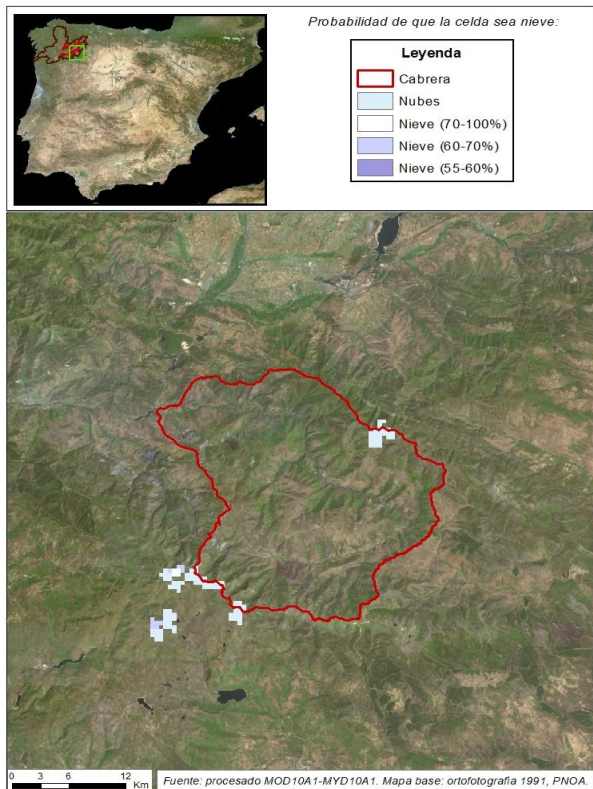 Probabilidad de que la celda sea nieve:
Leyenda
Cabrera
Nubes
Nieve (70-100%)
Nieve (60-70%)
Nieve (55-60%)
0 3 6 12
Km
Fuente: procesado MOD10A1-MYD10A1. Mapa base: ortofotografia 1991, PNOA.